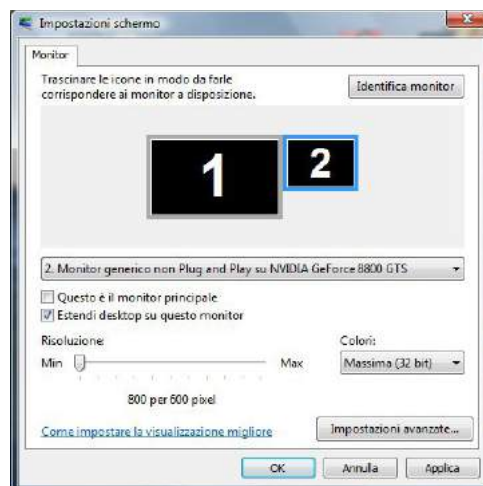 Impostazioni schermo
Monitor
Trascinare le icone in modo da farle
corrispondere ai monitor a disposizione.
Identifica monitor
1
2
2. Monitor generico non Plug and Play su NVIDIA GeForce 8800 GTS
Questo è il monitor principale
Estendi desktop su questo monitor
Risoluzione:
Colori:
Min
Max
Massima (32 bit)
800 per 600 pixel
Come impostare la visualizzazione migliore
Impostazioni avanzate...
OK
Annulla
Applica